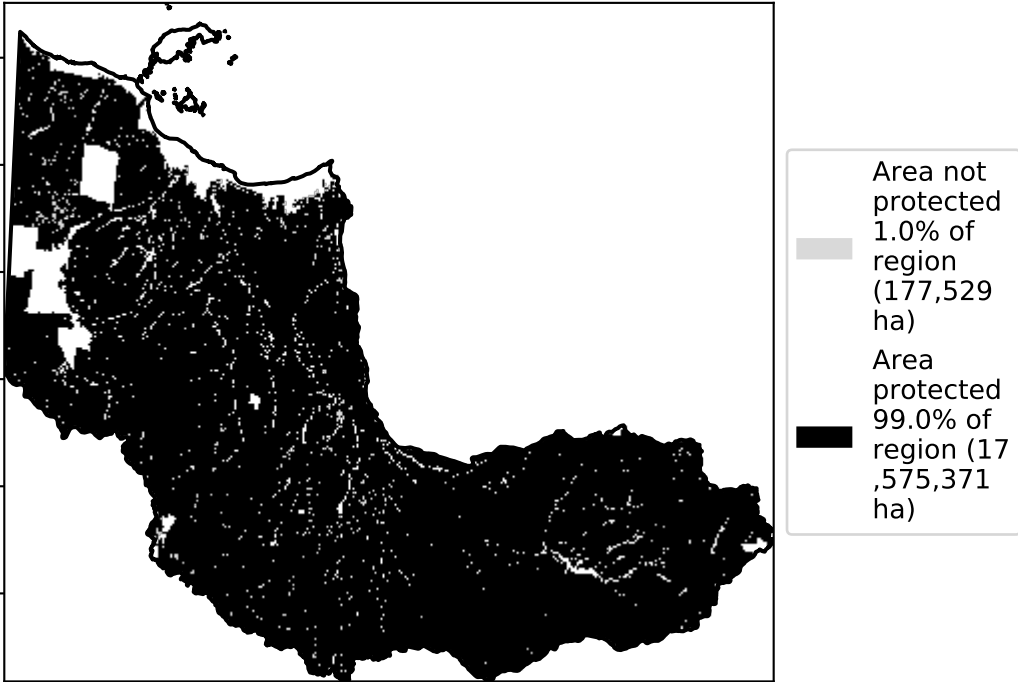 Area not
protected
1.0% of
region
(177,529
ha)
Area
protected
99.0% of
region (17
,575,371
ha)